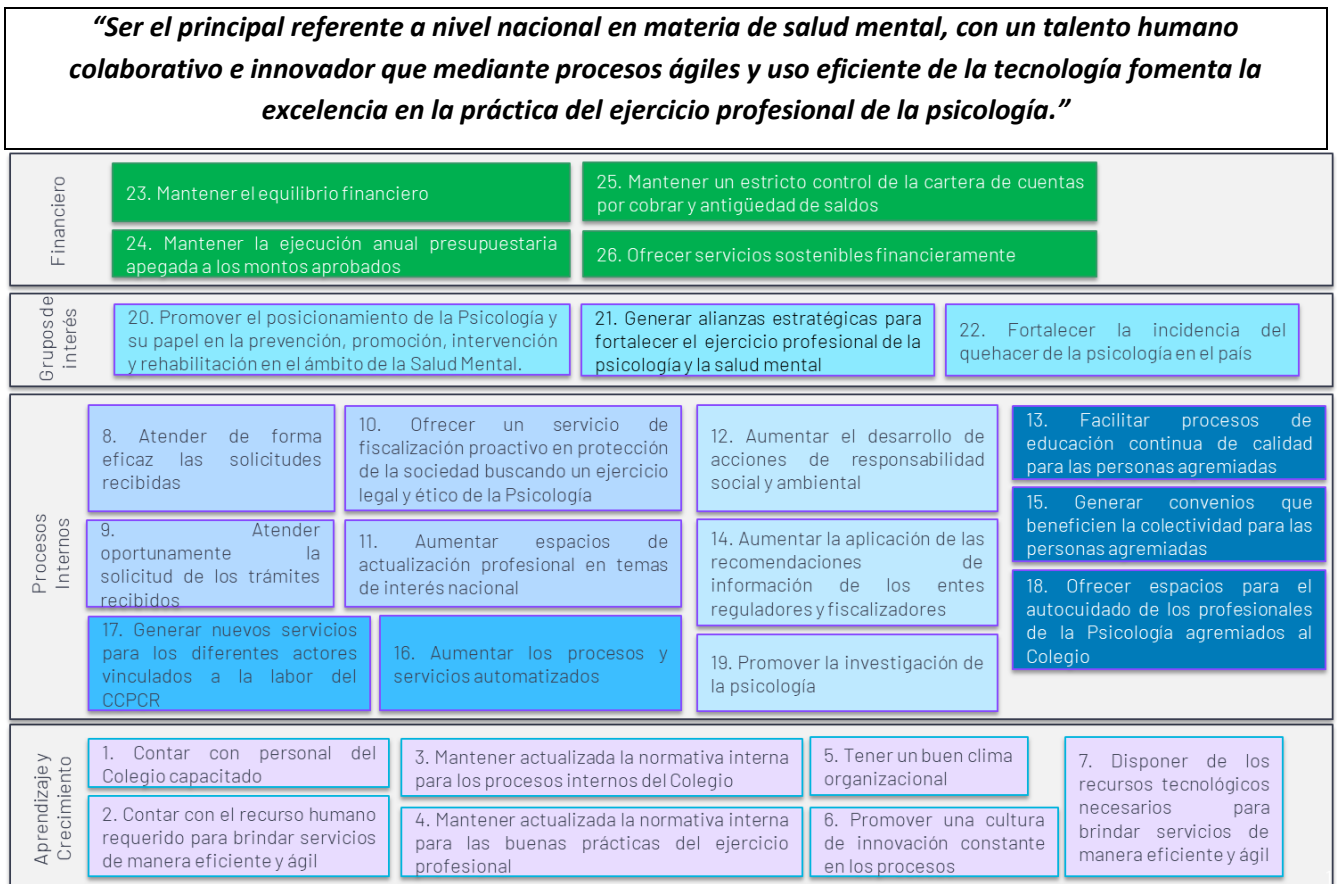 “Ser el principal referente a nivel nacional en materia de salud mental, con un talento humano
colaborativo e innovador que mediante procesos ágiles y uso eficiente de la tecnología fomenta la
excelencia en la práctica del ejercicio profesional de la psicología.”
Financiero
23. Mantener el equilibrio financiero
25. Mantener un estricto control de la cartera de cuentas
por cobrar y antigüedad de saldos
24. Mantener la ejecución anual presupuestaria
apegada a los montos aprobados
26. Ofrecer servicios sostenibles financieramente
Grupos de
interés
20. Promover el posicionamiento de la Psicología y
su papel en la prevención, promoción, intervención
y rehabilitación en el ámbito de la Salud Mental.
21. Generar alianzas estratégicas para
fortalecer el ejercicio profesional de la
psicología y la salud mental
22. Fortalecer la incidencia del
quehacer de la psicología en el país
Procesos
Internos
8. Atender de forma
eficaz las solicitudes
recibidas
10. Ofrecer un servicio de
fiscalización proactivo en protección
de la sociedad buscando un ejercicio
legal y ético de la Psicología
12. Aumentar el desarrollo de
acciones de responsabilidad
social y ambiental
13. Facilitar procesos de
educación continua de calidad
para las personas agremiadas
9. Atender
oportunamente la
solicitud de los trámites
recibidos
11. Aumentar espacios de
actualización profesional en temas
de interés nacional
14. Aumentar la aplicación de las
recomendaciones de
información de los entes
reguladores y fiscalizadores
15. Generar convenios que
beneficien la colectividad para las
personas agremiadas
17. Generar nuevos servicios
para los diferentes actores
vinculados a la labor del
CCPCR
16. Aumentar los procesos y
servicios automatizados
19. Promover la investigación de
la psicología
18. Ofrecer espacios para el
autocuidado de los profesionales
de la Psicología agremiados al
Colegio
Aprendizaje y
Crecimiento
1. Contar con personal del
Colegio capacitado
3. Mantener actualizada la normativa interna
para los procesos internos del Colegio
5. Tener un buen clima
organizacional
7. Disponer de los
recursos tecnológicos
necesarios para
brindar servicios de
manera eficiente y ágil
2. Contar con el recurso humano
requerido para brindar servicios
de manera eficiente y ágil
4. Mantener actualizada la normativa interna
para las buenas prácticas del ejercicio
profesional
6. Promover una cultura
de innovación constante
en los procesos